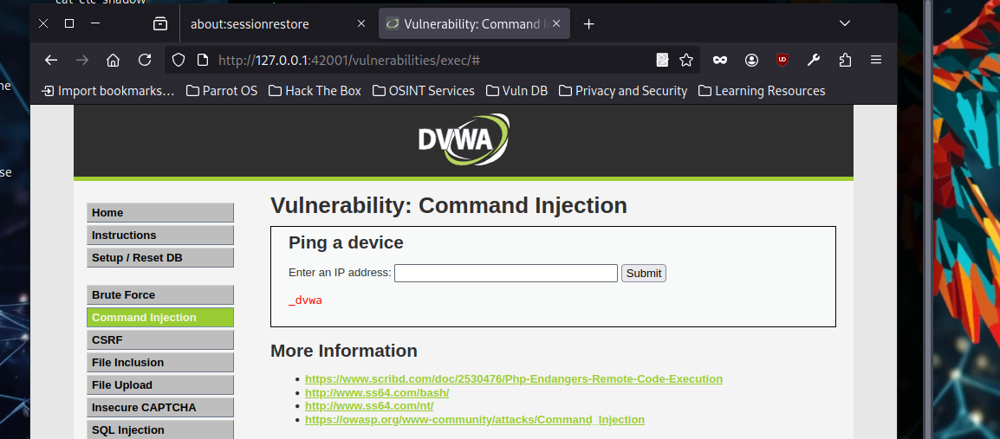 cat etc shadow
about:sessionrestore
Vulnerability: Command I
http://127.0.0.1:42001/vulnerabilities/exec/#
Import bookmarks...
Parrot OS
Hack The Box
OSINT Services
Vuln DB
Privacy and Security
Learning Resources
ne
se
DVWA
Home
Instructions
Setup / Reset DB
Brute Force
Command Injection
CSRF
File Inclusion
File Upload
Insecure CAPTCHA
SQL Injection
Vulnerability: Command Injection
Ping a device
Enter an IP address:
Submit
_dvwa
More Information
https://www.scribd.com/doc/2530476/Php-Endangers-Remote-Code-Execution
http://www.ss64.com/bash/
http://www.ss64.com/nt/
https://owasp.org/www-community/attacks/Command_Injection